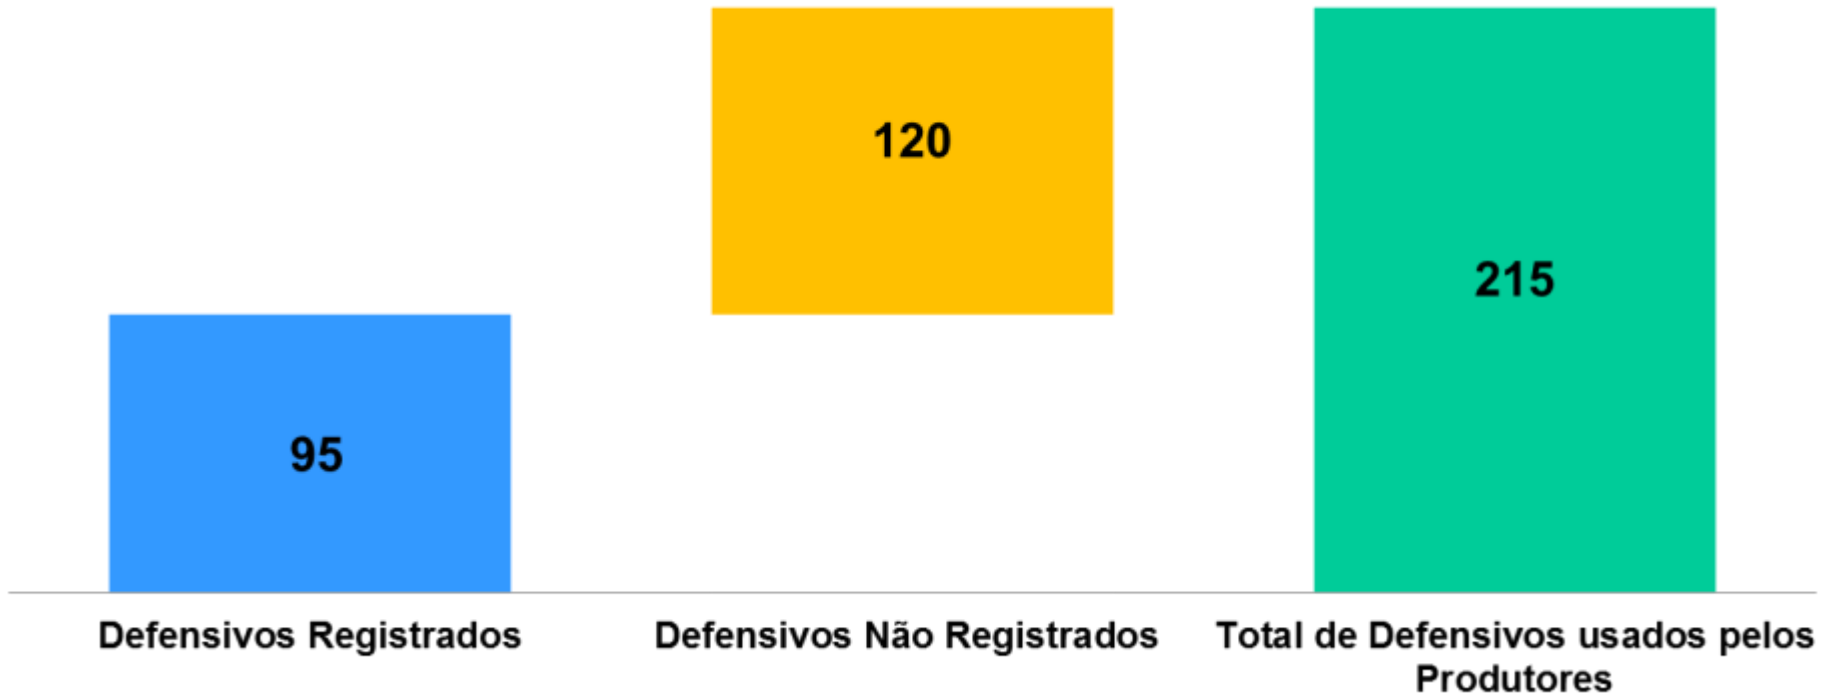 120
215
95
Defensivos Registrados
Defensivos Não Registrados
Total de Defensivos usados pelos
Produtores